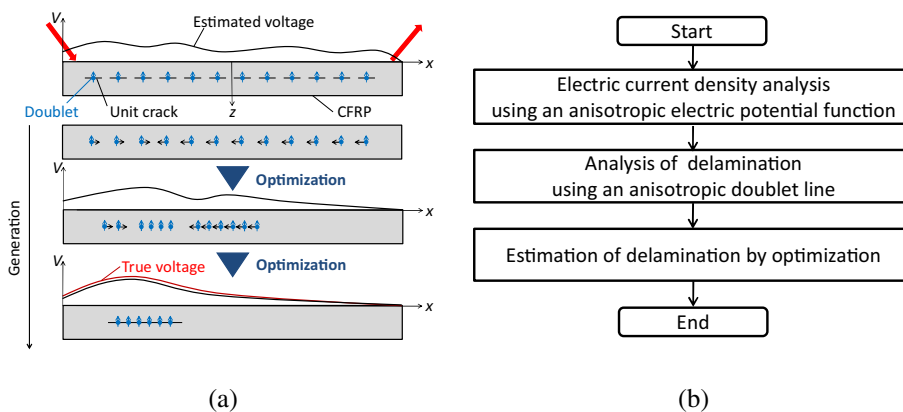 V
Estimated voltage
x
Doublet
Unit crack
z
CFRP
V
Optimization
x
Generation
V
True voltage
Optimization
x
(a)
Start
Electric current density analysis
using an anisotropic electric potential function
Analysis of delamination
using an anisotropic doublet line
Estimation of delamination by optimization
End
(b)